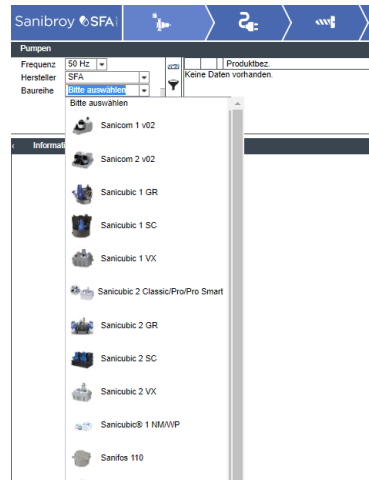 Sanibroy SFA
Pumpen
Frequenz 50 Hz
Produktbez.
Hersteller SFA
Keine Daten vorhanden.
Baureihe Bitte auswählen
Bitte auswählen
Sanicom 1 v02
Sanicom 2 v02
Informati
Sanicubic 1 GR
Sanicubic 1 SC
Sanicubic 1 VX
Sanicubic 2 Classic/Pro/Pro Smart
Sanicubic 2 GR
Sanicubic 2 SC
Sanicubic 2 VX
Sanicubic® 1 NM/WP
Sanifos 110